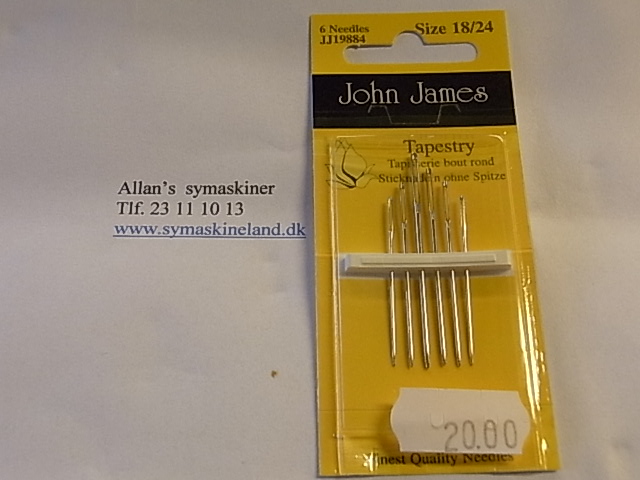 6 Needles
JJ19884
Size 18/24
John James
Tapestry
Tapisserie bout rond
Sticknadeln ohne Spitze
Allan's symaskiner
Tlf. 23 11 10 13
www.symaskineland.dk
20.00
Finest Quality Needles